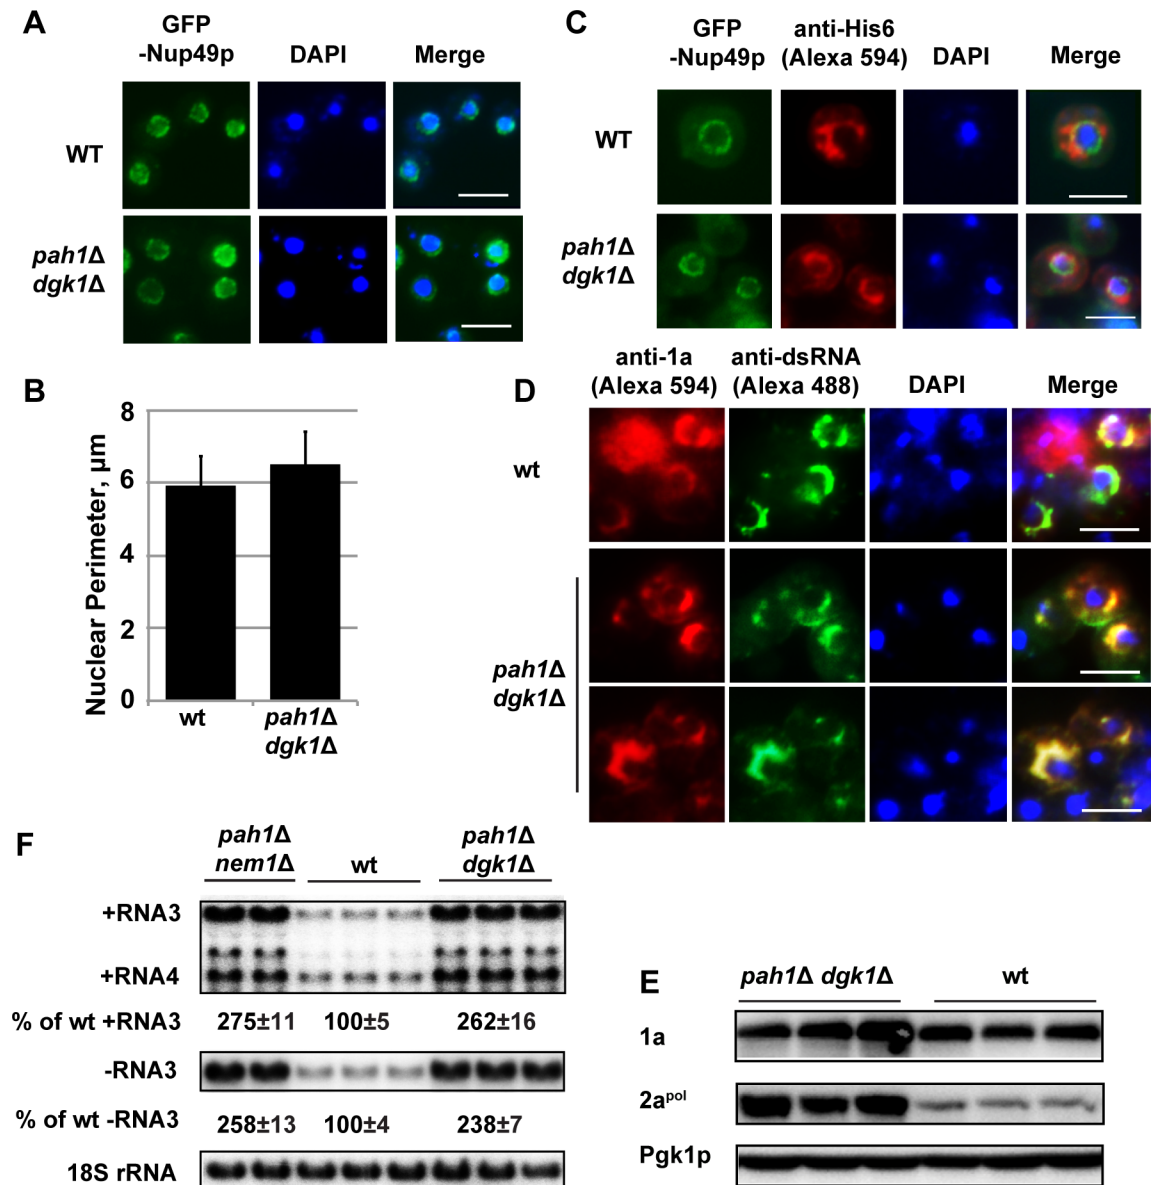 A
GFP
-Nup49p
DAPI
Merge
WT
pah1Δ
dgk1Δ
B
Nuclear Perimeter, μm
8
6
4
2
0
wt
pah1Δ
dgk1Δ
C
GFP
-Nup49p
anti-His6
(Alexa 594)
DAPI
Merge
WT
pah1Δ
dgk1Δ
D
anti-1a
(Alexa 594)
anti-dsRNA
(Alexa 488)
DAPI
Merge
wt
pah1Δ
dgk1Δ
F
pah1Δ
nem1Δ
wt
pah1Δ
dgk1Δ
+RNA3
+RNA4
% of wt +RNA3 275±11 100±5 262±16
-RNA3
% of wt -RNA3 258±13 100±4 238±7
18S rRNA
E
pah1Δ dgk1Δ
wt
1a
2a^pol
Pgk1p